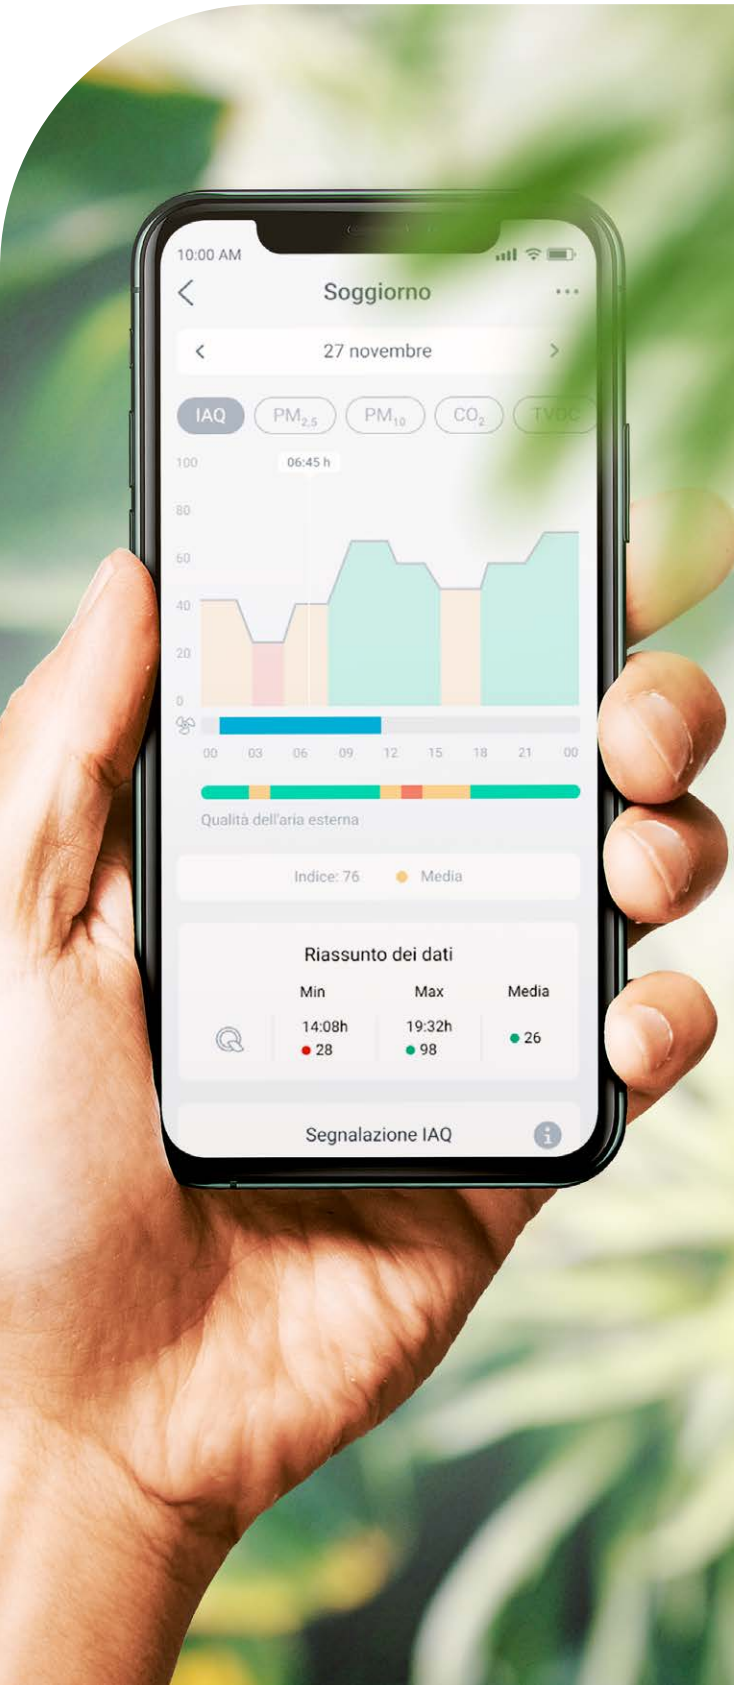 10:00 AM
Soggiorno
27 novembre
IAQ PM2,5 PM10 CO2 TVOC
100
06:45 h
80
60
40
20
0
00 03 06 09 12 15 18 21 00
Qualità dell'aria esterna
Indice: 76 Media
Riassunto dei dati
Min Max Media
14:08h 19:32h
28 98 26
Segnalazione IAQ